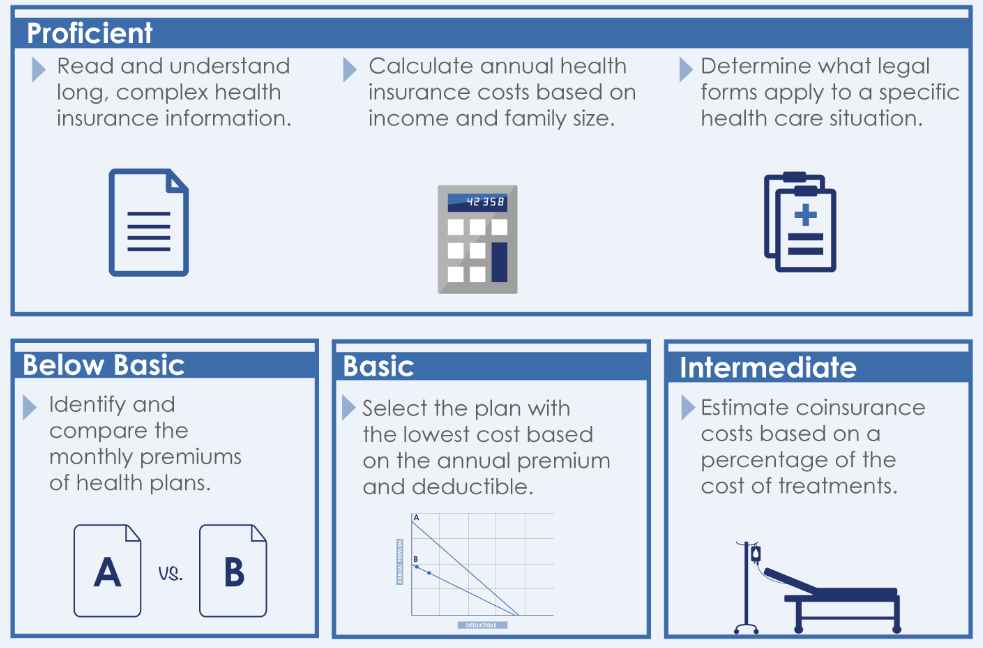 Proficient
Read and understand
long, complex health
insurance information.
Calculate annual health
insurance costs based on
income and family size.
Determine what legal
forms apply to a specific
health care situation.
42358
Below Basic
Identify and
compare the
monthly premiums
of health plans.
A
vs.
B
Basic
Select the plan with
the lowest cost based
on the annual premium
and deductible.
A
B
ANNUAL PREMIUM
DEDUCTIBLE
Intermediate
Estimate coinsurance
costs based on a
percentage of the
cost of treatments.